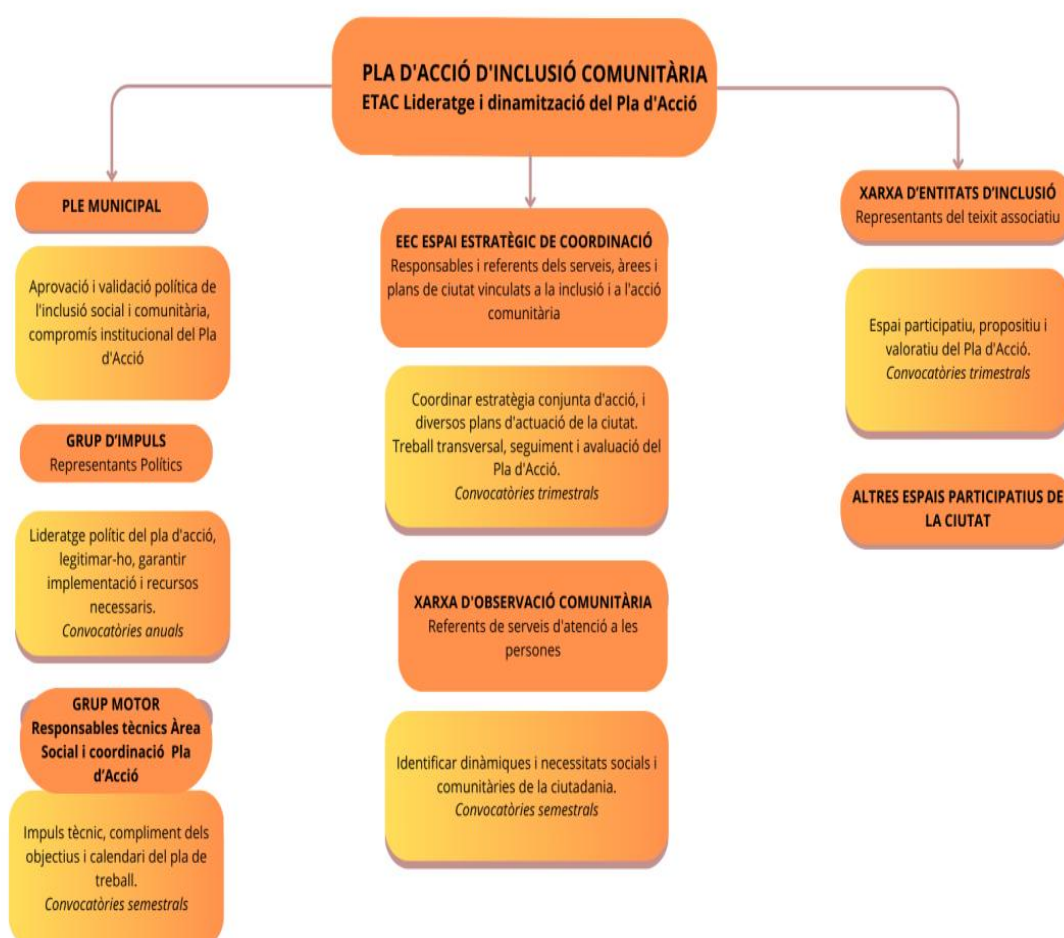 PLA D'ACCIÓ D'INCLUSIÓ COMUNITÀRIA
ETAC Lideratge i dinamització del Pla d'Acció
PLE MUNICIPAL
Aprovació i validació política de
l'inclusió social i comunitària,
compromís institucional del Pla
d'Acció
GRUP D'IMPULS
Representants Polítics
Lideratge polític del pla d'acció,
legitimar-ho, garantir
implementació i recursos
necessaris.
Convocatòries anuals
GRUP MOTOR
Responsables tècnics Àrea
Social i coordinació Pla
d'Acció
Impuls tècnic, compliment dels
objectius i calendari del pla de
treball.
Convocatòries semestrals
EEC ESPAI ESTRATÈGIC DE COORDINACIÓ
Responsables i referents dels serveis, àrees i
plans de ciutat vinculats a la inclusió i a l'acció
comunitària
Coordinar estratègia conjunta d'acció, i
diversos plans d'actuació de la ciutat.
Treball transversal, seguiment i avaluació del
Pla d'Acció.
Convocatòries trimestrals
XARXA D'OBSERVACIÓ COMUNITÀRIA
Referents de serveis d'atenció a les
persones
Identificar dinàmiques i necessitats socials i
comunitàries de la ciutadania.
Convocatòries semestrals
XARXA D'ENTITATS D'INCLUSIÓ
Representants del teixit associatiu
Espai participatiu, propositiu i
valoratiu del Pla d'Acció.
Convocatòries trimestrals
ALTRES ESPAIS PARTICIPATIUS DE
LA CIUTAT